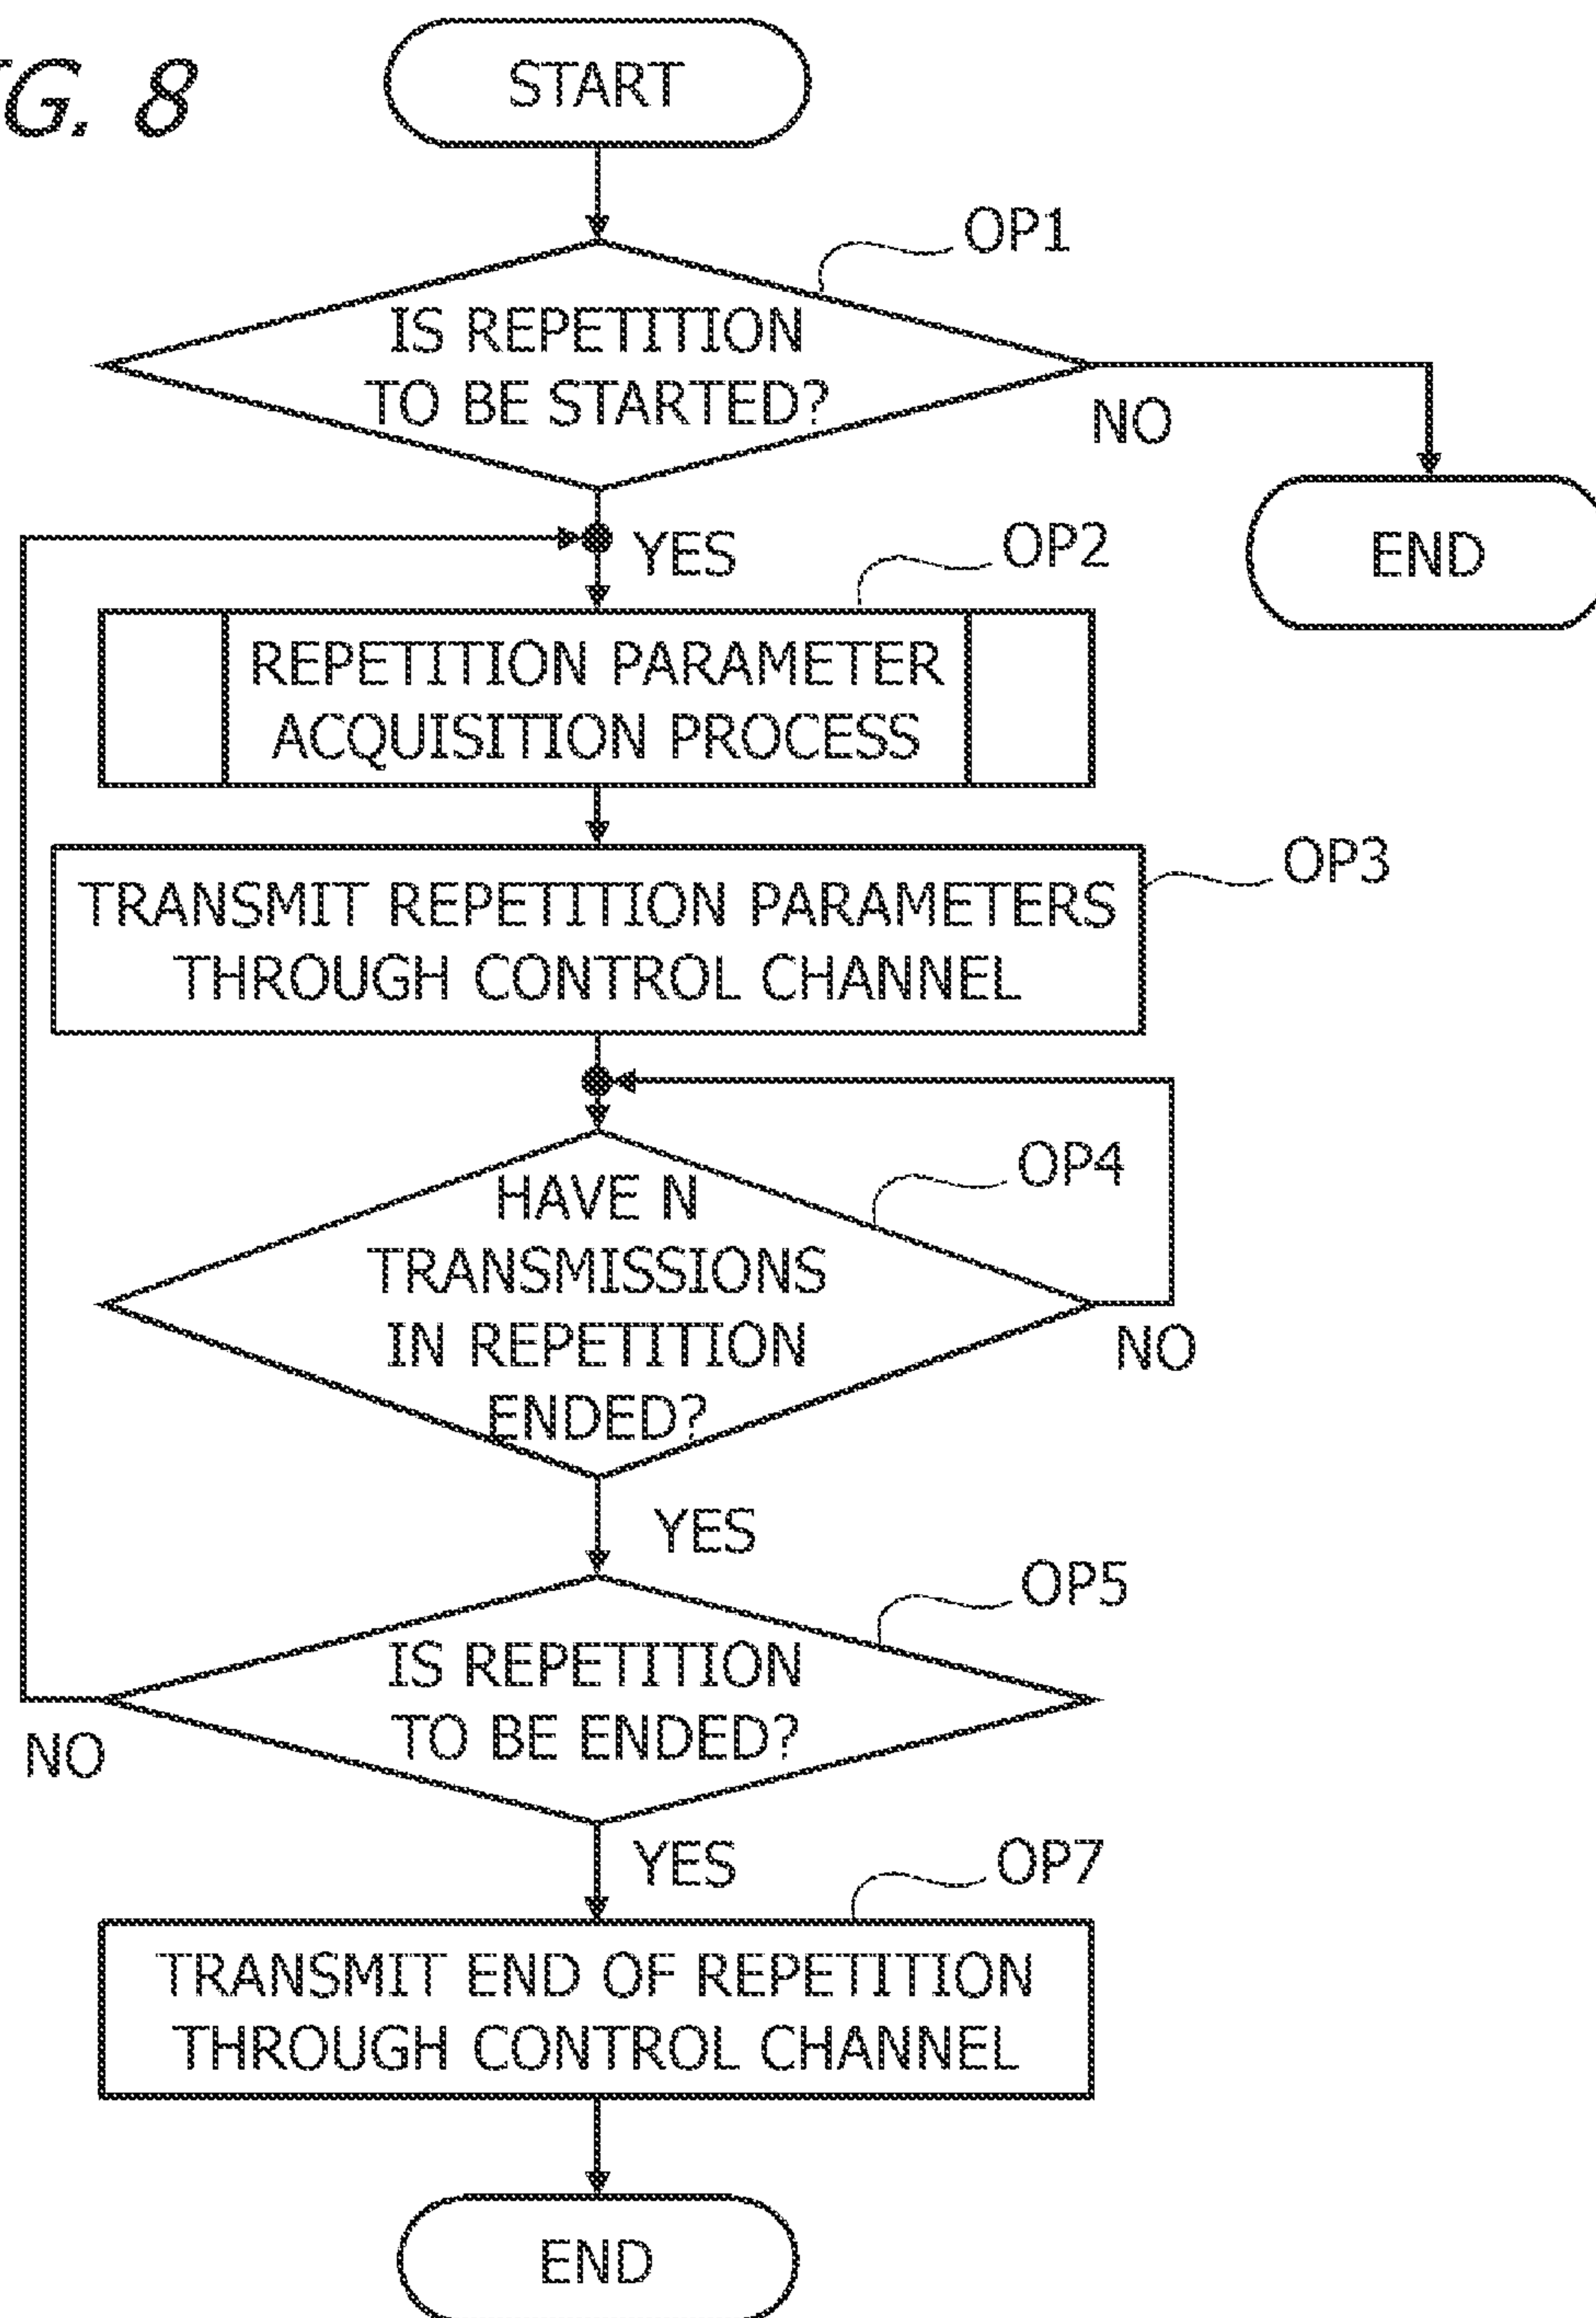 G. 8
START
OP1
IS REPETITION
TO BE STARTED?
NO
END
YES
OP2
REPETITION PARAMETER
ACQUISITION PROCESS
OP3
TRANSMIT REPETITION PARAMETERS
THROUGH CONTROL CHANNEL
OP4
HAVE N
TRANSMISSIONS
IN REPETITION
ENDED?
NO
YES
OP5
IS REPETITION
TO BE ENDED?
NO
YES
OP7
TRANSMIT END OF REPETITION
THROUGH CONTROL CHANNEL
END